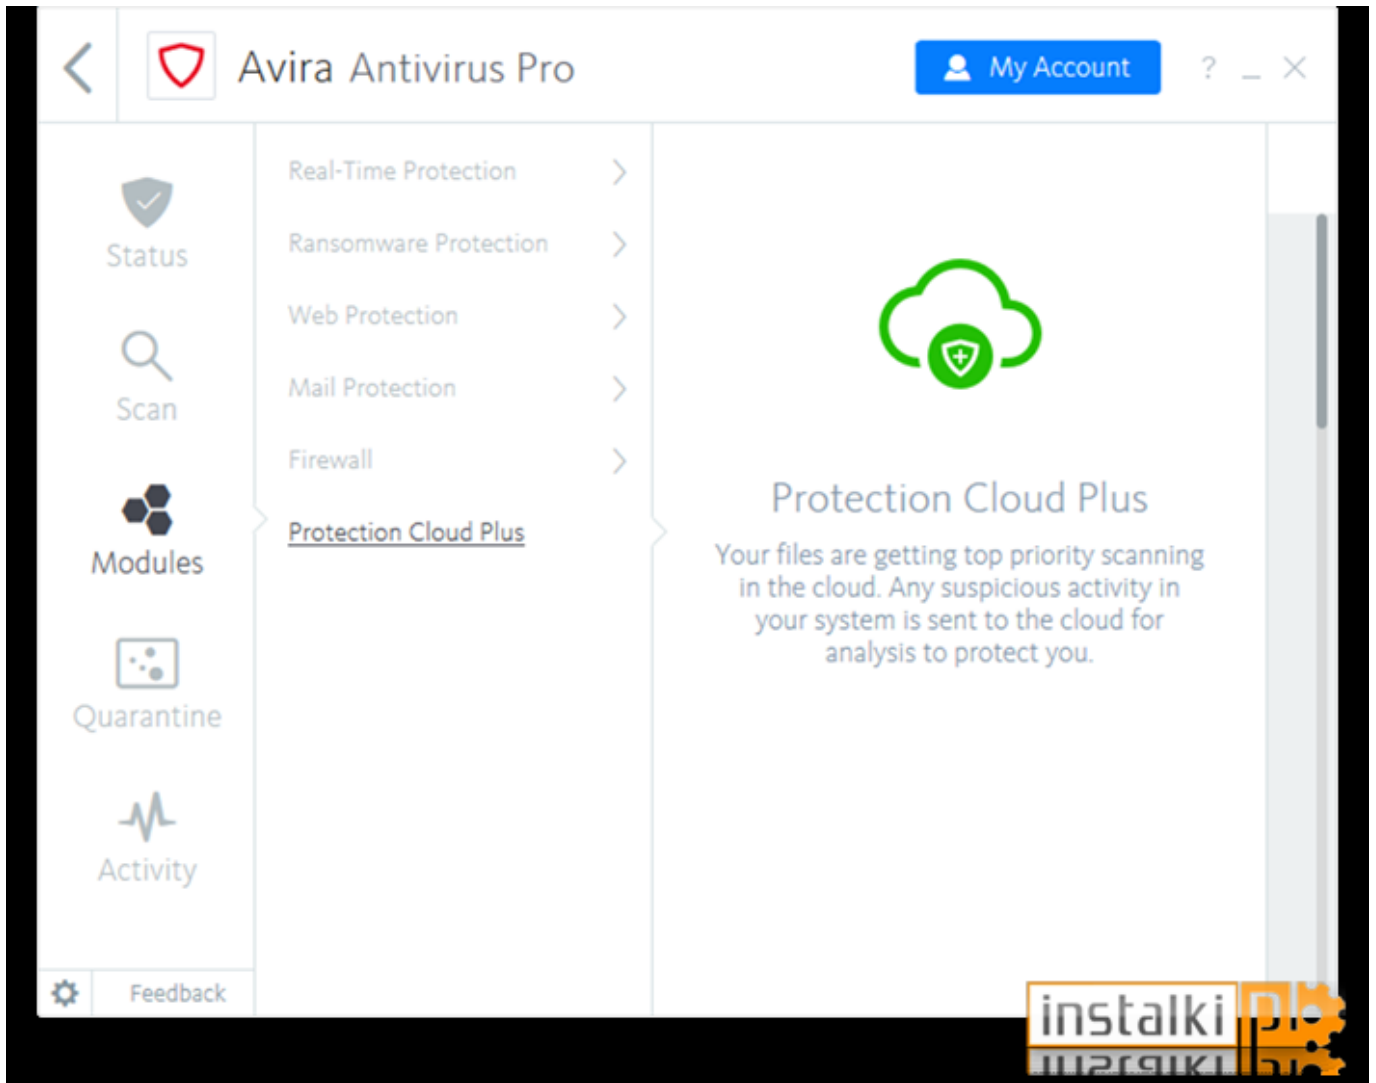 Avira Antivirus Pro
My Account
?
Status
Scan
Modules
Quarantine
Activity
Feedback
Real-Time Protection
Ransomware Protection
Web Protection
Mail Protection
Firewall
Protection Cloud Plus
Protection Cloud Plus
Your files are getting top priority scanning
in the cloud. Any suspicious activity in
your system is sent to the cloud for
analysis to protect you.
instalki pl